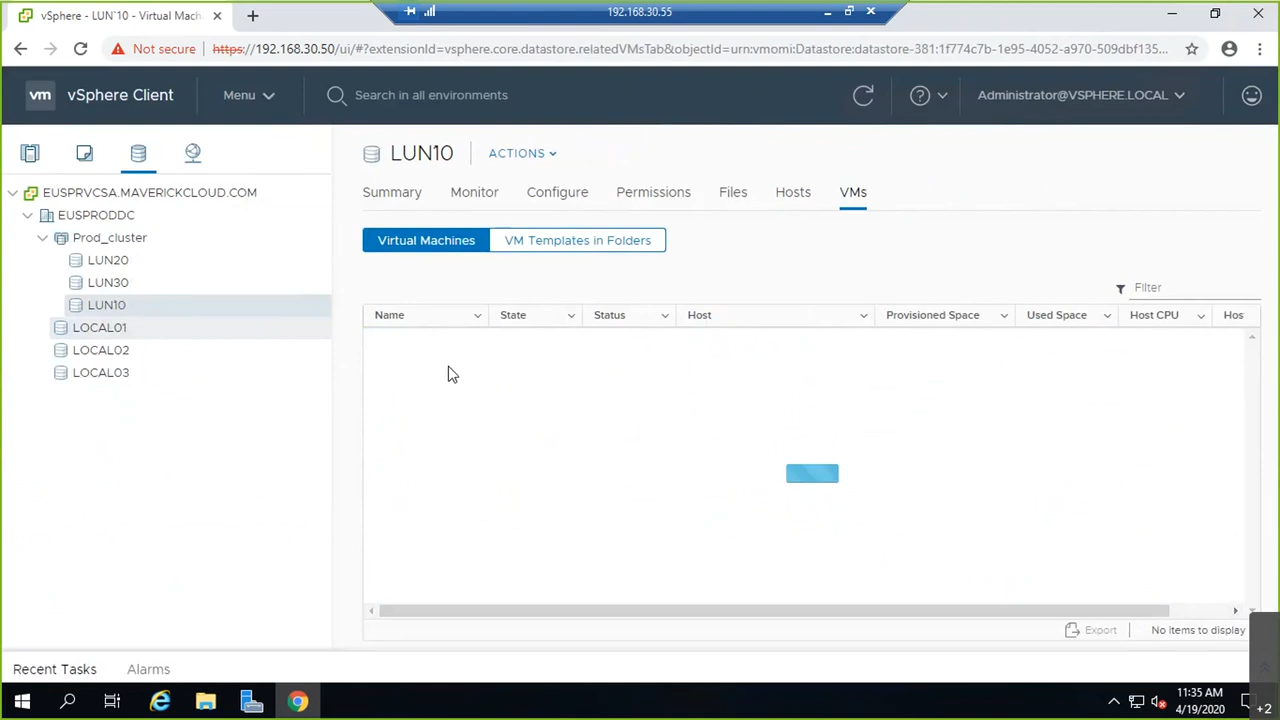 vSphere - LUN`10 - Virtual Mach
192.168.30.55
Not secure
https://192.168.30.50/ui/#?extensionId=vsphere.core.datastore.relatedVMsTab&objectId=urn:vmomi:Datastore:datastore-381:1f774c7b-1e95-4052-a970-509dbf135...
vm vSphere Client
Menu
Search in all environments
Administrator@VSPHERE.LOCAL
EUSPRVCSA.MAVERICKCLOUD.COM
EUSPRODDC
Prod_cluster
LUN20
LUN30
LUN10
LOCAL01
LOCAL02
LOCAL03
LUN10
ACTIONS
Summary Monitor Configure Permissions Files Hosts VMs
Virtual Machines VM Templates in Folders
Filter
Name State Status Host Provisioned Space Used Space Host CPU Hos
Export No items to display
Recent Tasks Alarms
11:35 AM
4/19/2020
+2